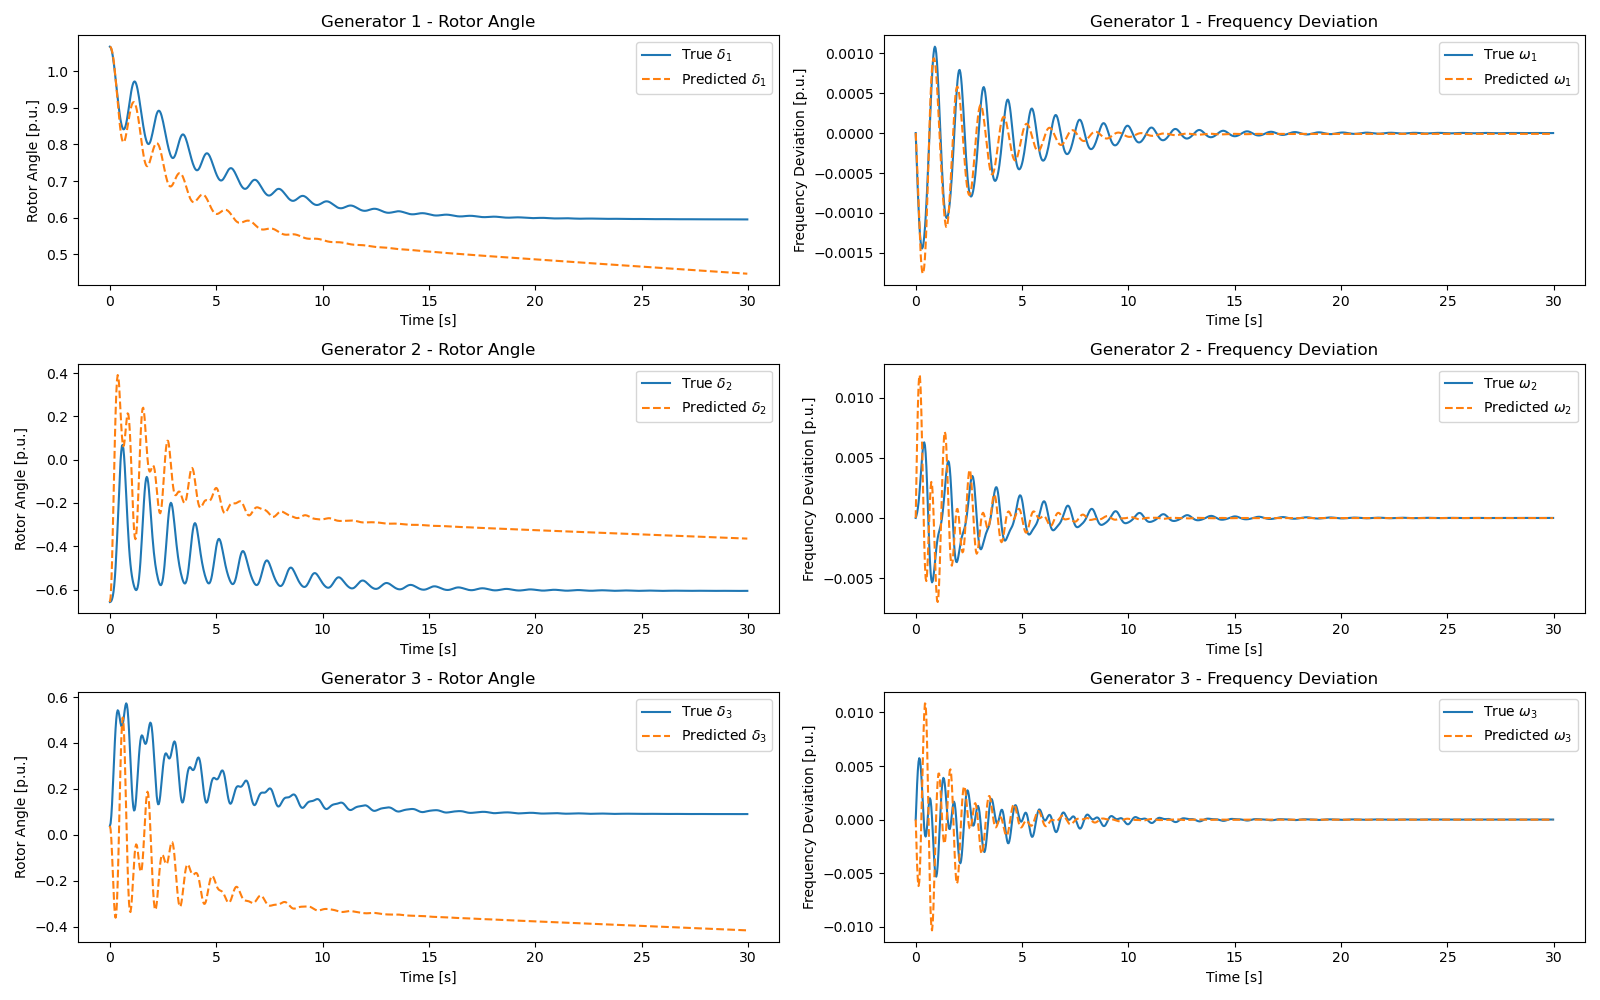 Generator 1 - Rotor Angle
Rotor Angle [p.u.]
1.0
0.9
0.8
0.7
0.6
0.5
True δ₁
Predicted δ₁
0 5 10 15 20 25 30
Time [s]
Generator 1 - Frequency Deviation
Frequency Deviation [p.u.]
0.0010
0.0005
0.0000
−0.0005
−0.0010
−0.0015
True ω₁
Predicted ω₁
0 5 10 15 20 25 30
Time [s]
Generator 2 - Rotor Angle
Rotor Angle [p.u.]
0.4
0.2
0.0
−0.2
−0.4
−0.6
True δ₂
Predicted δ₂
0 5 10 15 20 25 30
Time [s]
Generator 2 - Frequency Deviation
Frequency Deviation [p.u.]
0.010
0.005
0.000
−0.005
True ω₂
Predicted ω₂
0 5 10 15 20 25 30
Time [s]
Generator 3 - Rotor Angle
Rotor Angle [p.u.]
0.6
0.4
0.2
0.0
−0.2
−0.4
True δ₃
Predicted δ₃
0 5 10 15 20 25 30
Time [s]
Generator 3 - Frequency Deviation
Frequency Deviation [p.u.]
0.010
0.005
0.000
−0.005
−0.010
True ω₃
Predicted ω₃
0 5 10 15 20 25 30
Time [s]